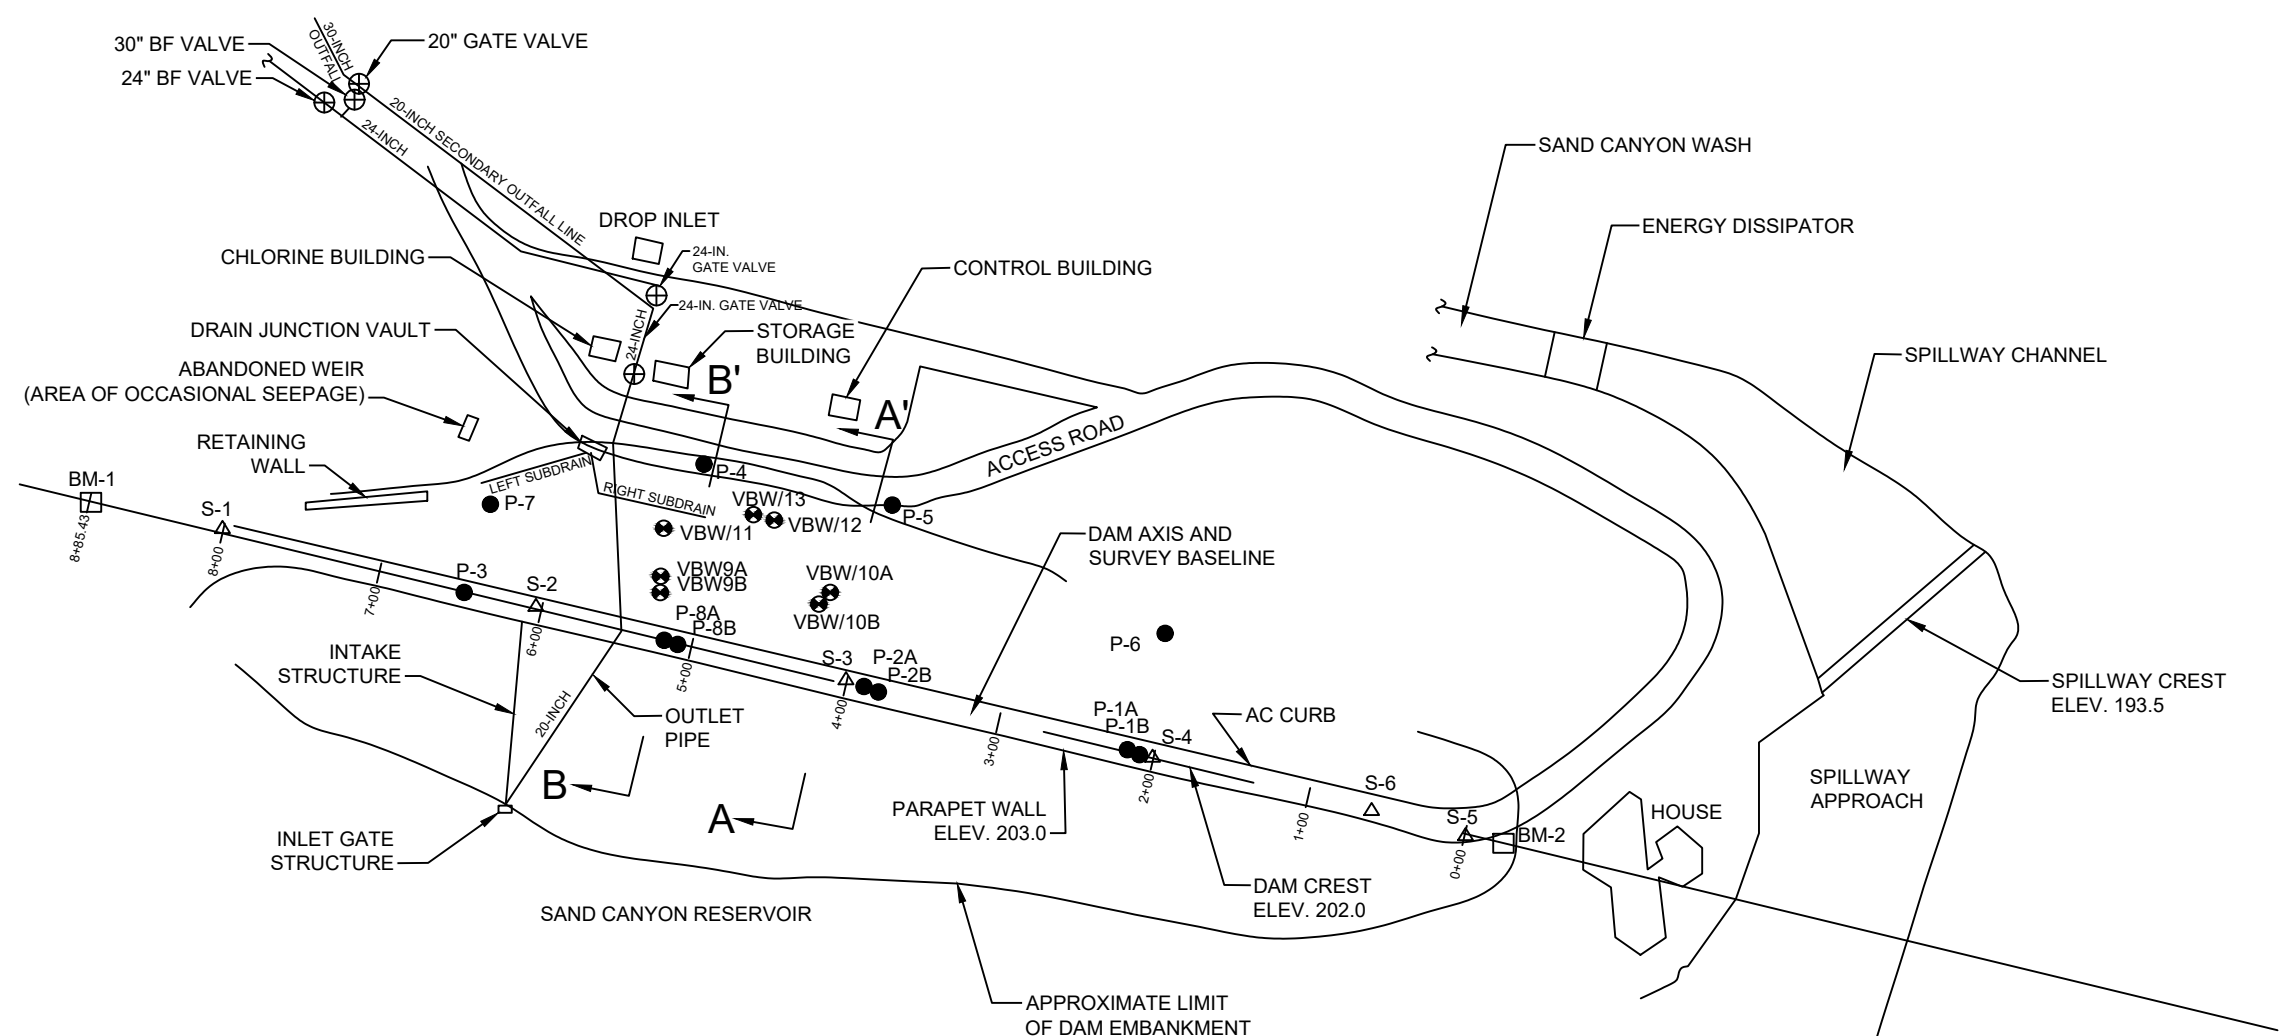 30-INCH
OUTFALL
30" BF VALVE
20" GATE VALVE
24" BF VALVE
20-INCH SECONDARY OUTFALL LINE
24-INCH
SAND CANYON WASH
DROP INLET
ENERGY DISSIPATOR
CHLORINE BUILDING
24-IN.
GATE VALVE
CONTROL BUILDING
24-IN. GATE VALVE
DRAIN JUNCTION VAULT
24-INCH
STORAGE
BUILDING
SPILLWAY CHANNEL
ABANDONED WEIR
(AREA OF OCCASIONAL SEEPAGE)
B'
A'
RETAINING
WALL
ACCESS ROAD
BM-1
8+85.43
LEFT SUBDRAIN
P-4
P-7
RIGHT SUBDRAIN
VBW/13
VBW/12
VBW/11
P-5
S-1
8+00
DAM AXIS AND
SURVEY BASELINE
P-3
7+00
S-2
6+00
VBW9A
VBW9B
VBW/10A
VBW/10B
P-8A
P-8B
5+00
P-6
INTAKE
STRUCTURE
S-3
4+00
P-2A
P-2B
SPILLWAY CREST
ELEV. 193.5
20-INCH
OUTLET
PIPE
P-1A
P-1B
S-4
AC CURB
3+00
2+00
B
A
S-6
1+00
SPILLWAY
APPROACH
PARAPET WALL
ELEV. 203.0
HOUSE
S-5
0+00
BM-2
INLET GATE
STRUCTURE
DAM CREST
ELEV. 202.0
SAND CANYON RESERVOIR
APPROXIMATE LIMIT
OF DAM EMBANKMENT